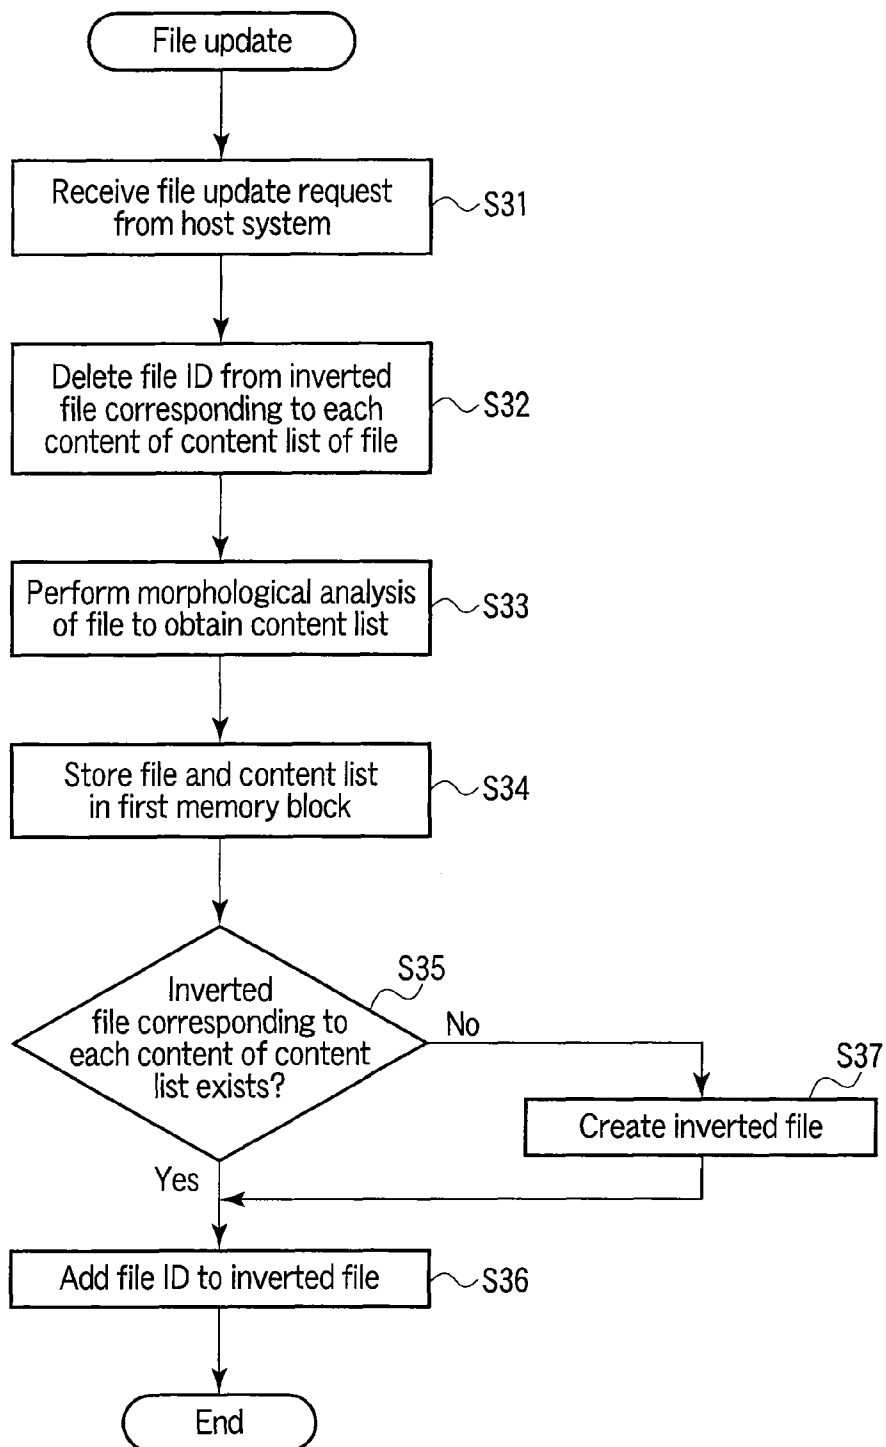 File update
Receive file update request
from host system
S31
Delete file ID from inverted
file corresponding to each
content of content list of file
S32
Perform morphological analysis
of file to obtain content list
S33
Store file and content list
in first memory block
S34
S35
Inverted
file corresponding to
each content of content
list exists?
No
S37
Create inverted file
Yes
Add file ID to inverted file
S36
End